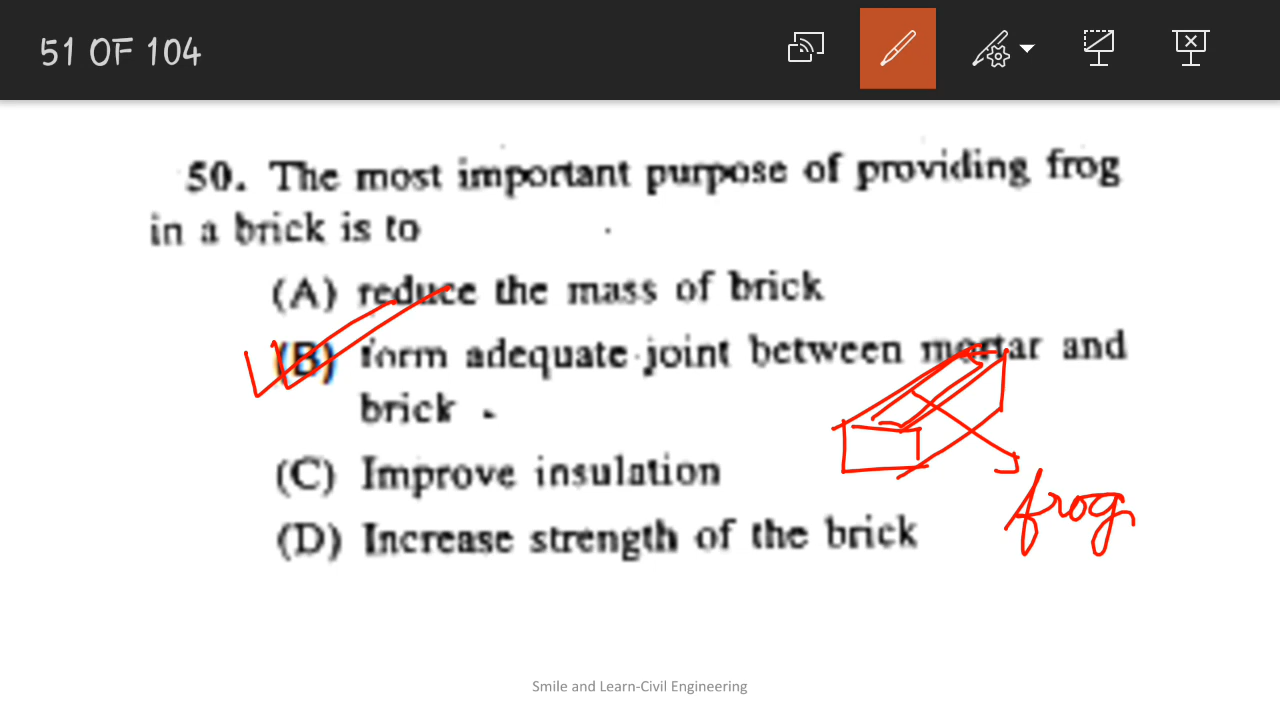 51 OF 104
50. The most important purpose of providing frog
in a brick is to
(A) reduce the mass of brick
(B) form adequate joint between mortar and
brick
(C) Improve insulation
frog
(D) Increase strength of the brick
Smile and Learn-Civil Engineering